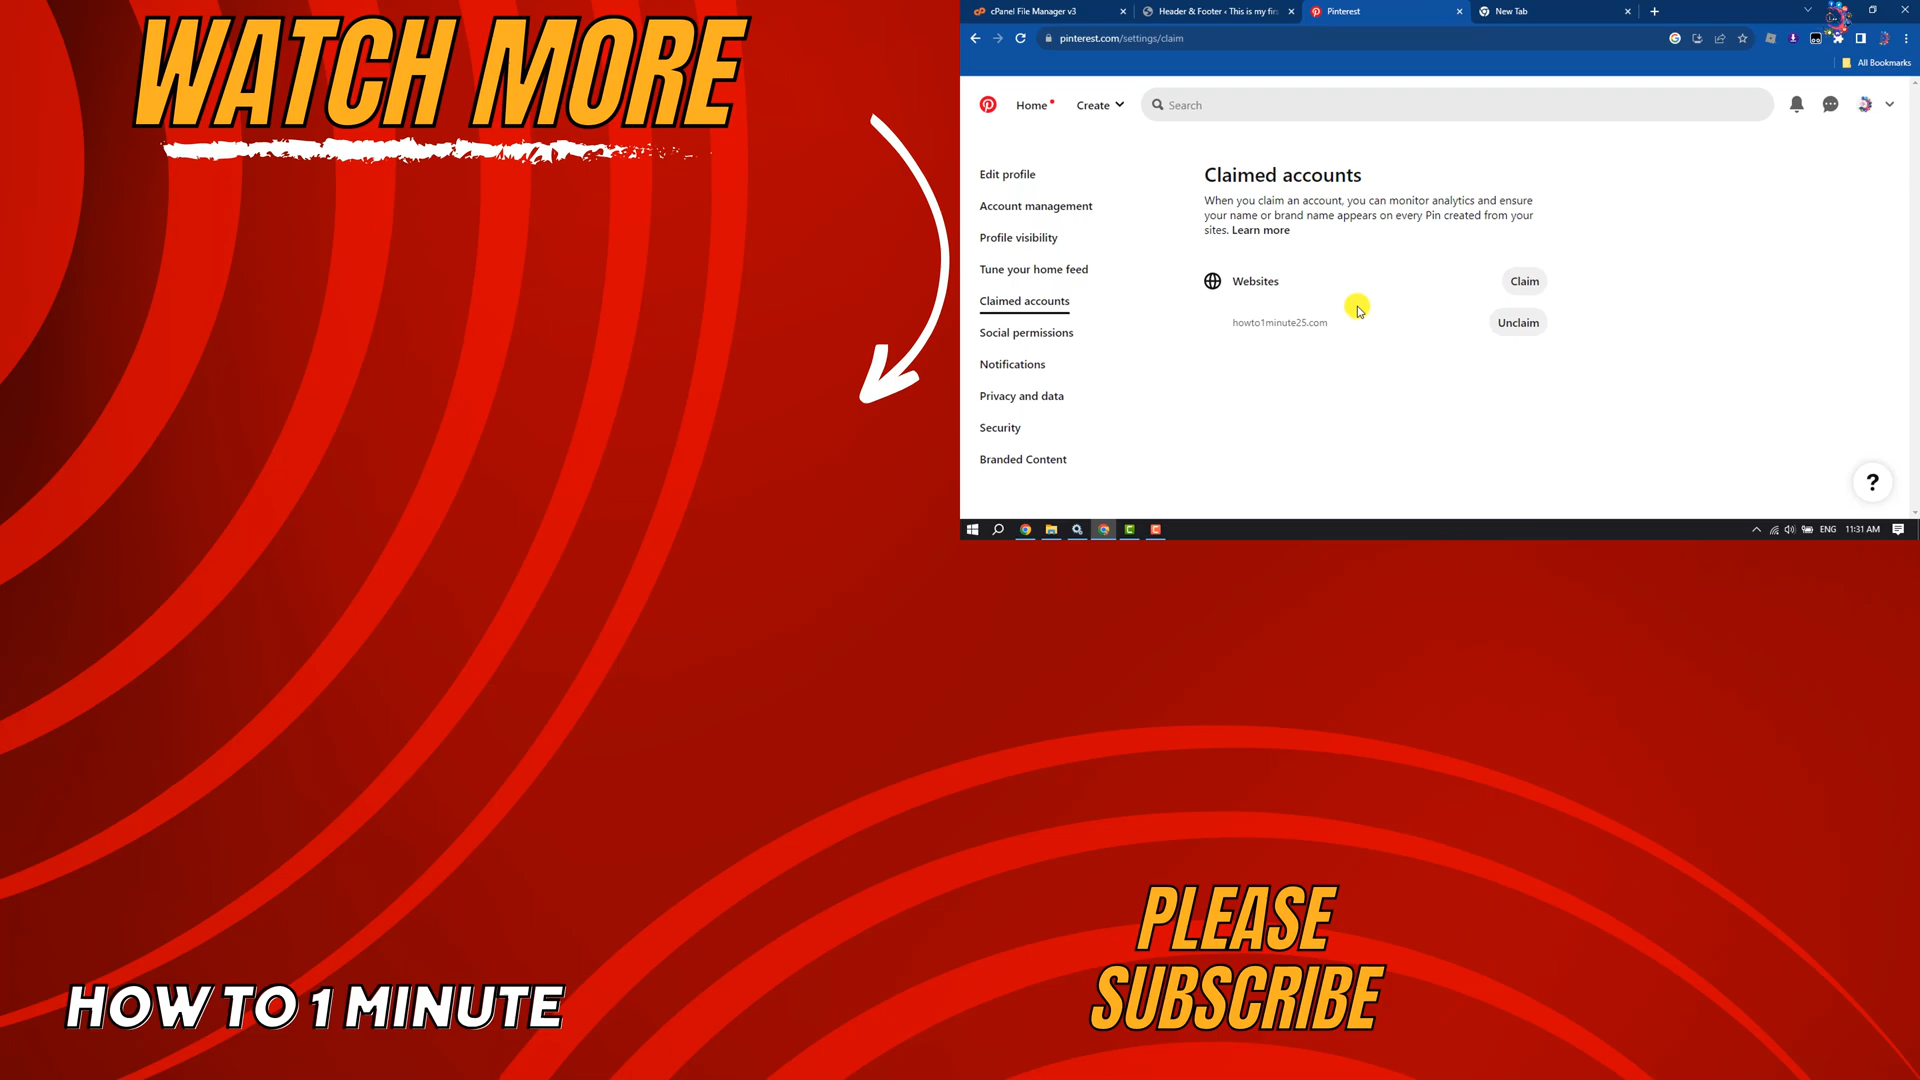 WATCH MORE
cPanel File Manager v3
Header & Footer ‹ This is my fir
Pinterest
New Tab
pinterest.com/settings/claim
All Bookmarks
Home
Create
Search
Edit profile
Account management
Profile visibility
Tune your home feed
Claimed accounts
Social permissions
Notifications
Privacy and data
Security
Branded Content
Claimed accounts
When you claim an account, you can monitor analytics and ensure
your name or brand name appears on every Pin created from your
sites. Learn more
Websites
Claim
howto1minute25.com
Unclaim
?
ENG
11:31 AM
PLEASE
SUBSCRIBE
HOW TO 1 MINUTE